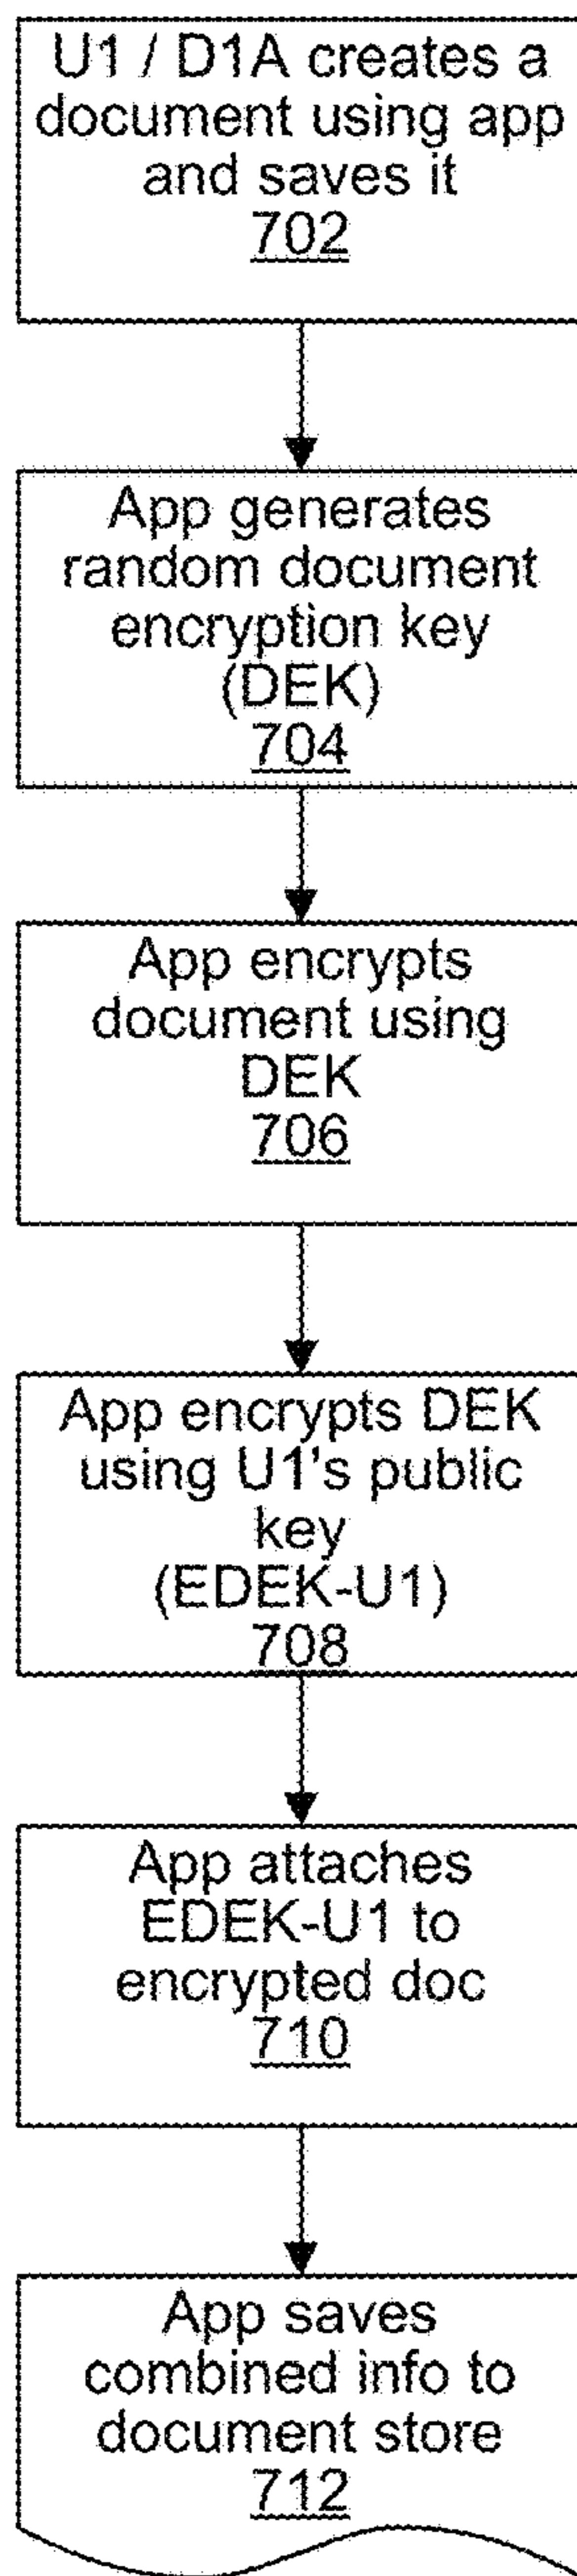 U1 / D1A creates a
document using app
and saves it
702
App generates
random document
encryption key
(DEK)
704
App encrypts
document using
DEK
706
App encrypts DEK
using U1's public
key
(EDEK-U1)
708
App attaches
EDEK-U1 to
encrypted doc
710
App saves
combined info to
document store
712